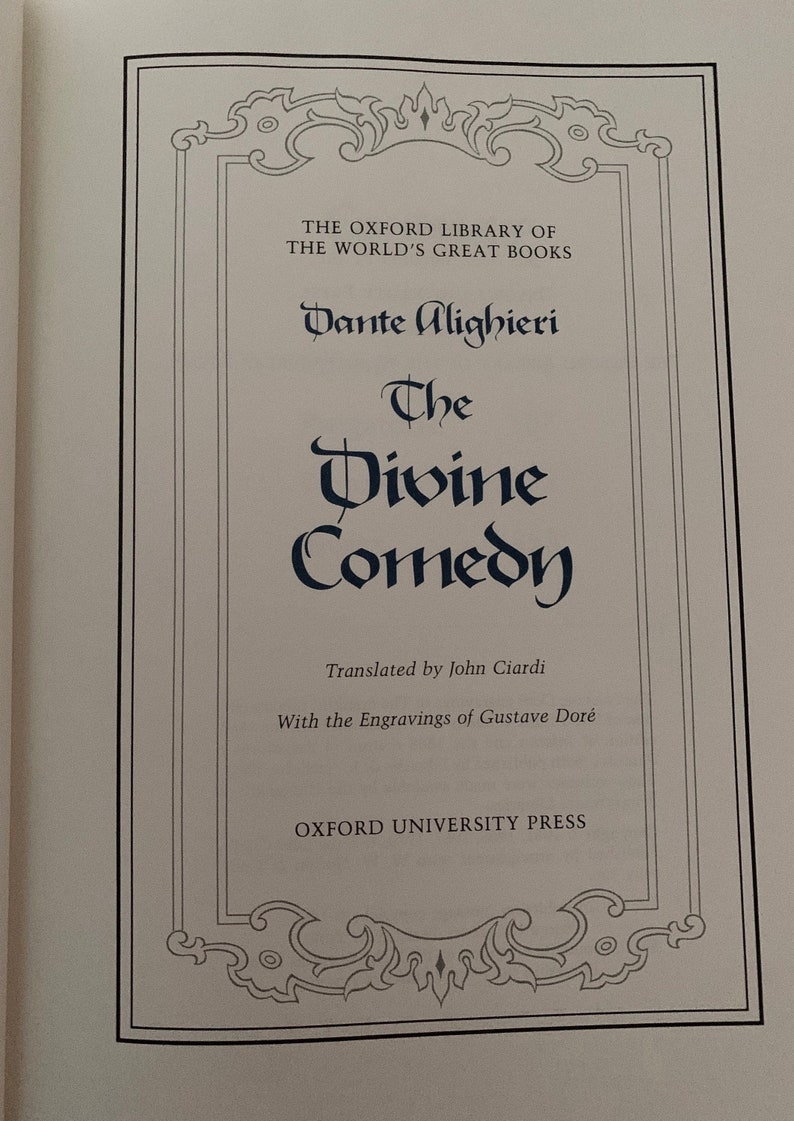 THE OXFORD LIBRARY OF
THE WORLD'S GREAT BOOKS
Dante Alighieri
The
Divine
Comedy
Translated by John Ciardi
With the Engravings of Gustave Doré
OXFORD UNIVERSITY PRESS